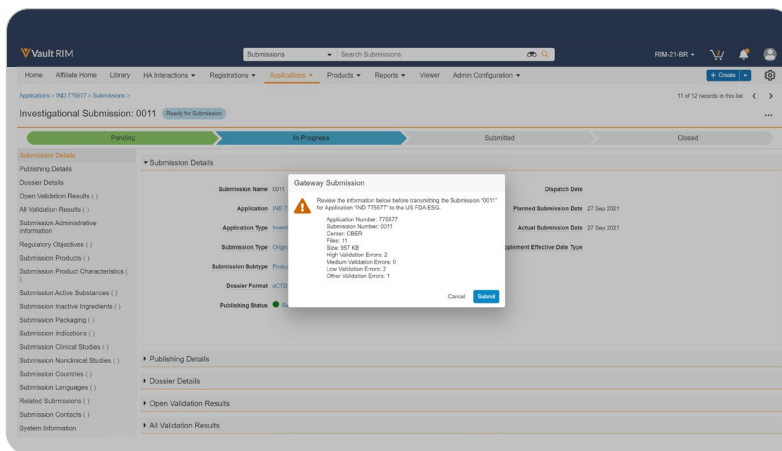 Vault RIM
Submissions
Search Submissions
RIM-21-BR
Home Affiliate Home Library HA Interactions Registrations Applications Products Reports Viewer Admin Configuration
+ Create
Applications > IND 775577 > Submissions >
11 of 12 records in this list
Investigational Submission: 0011 Ready for Submission
Pending In Progress Submitted Closed
Submission Details
Publishing Details
Dossier Details
Open Validation Results ( )
All Validation Results ( )
Submission Administrative
Information
Regulatory Objectives ( )
Submission Products ( )
Submission Product Characteristics (
)
Submission Active Substances ( )
Submission Inactive Ingredients ( )
Submission Packaging ( )
Submission Indications ( )
Submission Clinical Studies ( )
Submission Nonclinical Studies ( )
Submission Countries ( )
Submission Languages ( )
Related Submissions ( )
Submission Contacts ( )
System Information
Submission Details
Submission Name 0011
Application IND 77
Application Type
Submission Type
Submission Subtype
Dossier Format eCTD
Publishing Status
Dispatch Date
Planned Submission Date 27 Sep 2021
Actual Submission Date 27 Sep 2021
pplement Effective Date Type
Gateway Submission
Review the information below before transmitting the Submission "0011"
for Application "IND 775577" to the US FDA ESG.
Application Number: 775577
Submission Number: 0011
Center: CBER
Files: 11
Size: 957 KB
High Validation Errors: 2
Medium Validation Errors: 0
Low Validation Errors: 2
Other Validation Errors: 1
Cancel Submit
Publishing Details
Dossier Details
Open Validation Results
All Validation Results